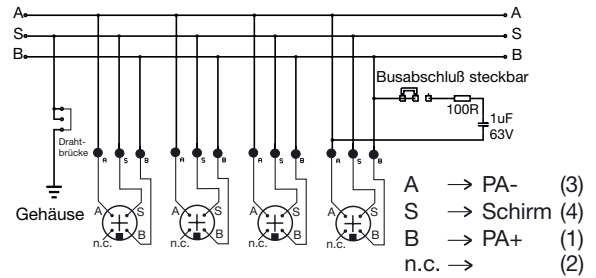 A A
S S
B B
Busabschluß steckbar
100R
1uF
63V
Draht-
brücke
A S B A S B A S B A S B
Gehäuse
A S A S A S A S
B B B B
n.c. n.c. n.c. n.c.
A → PA- (3)
S → Schirm (4)
B → PA+ (1)
n.c. → (2)